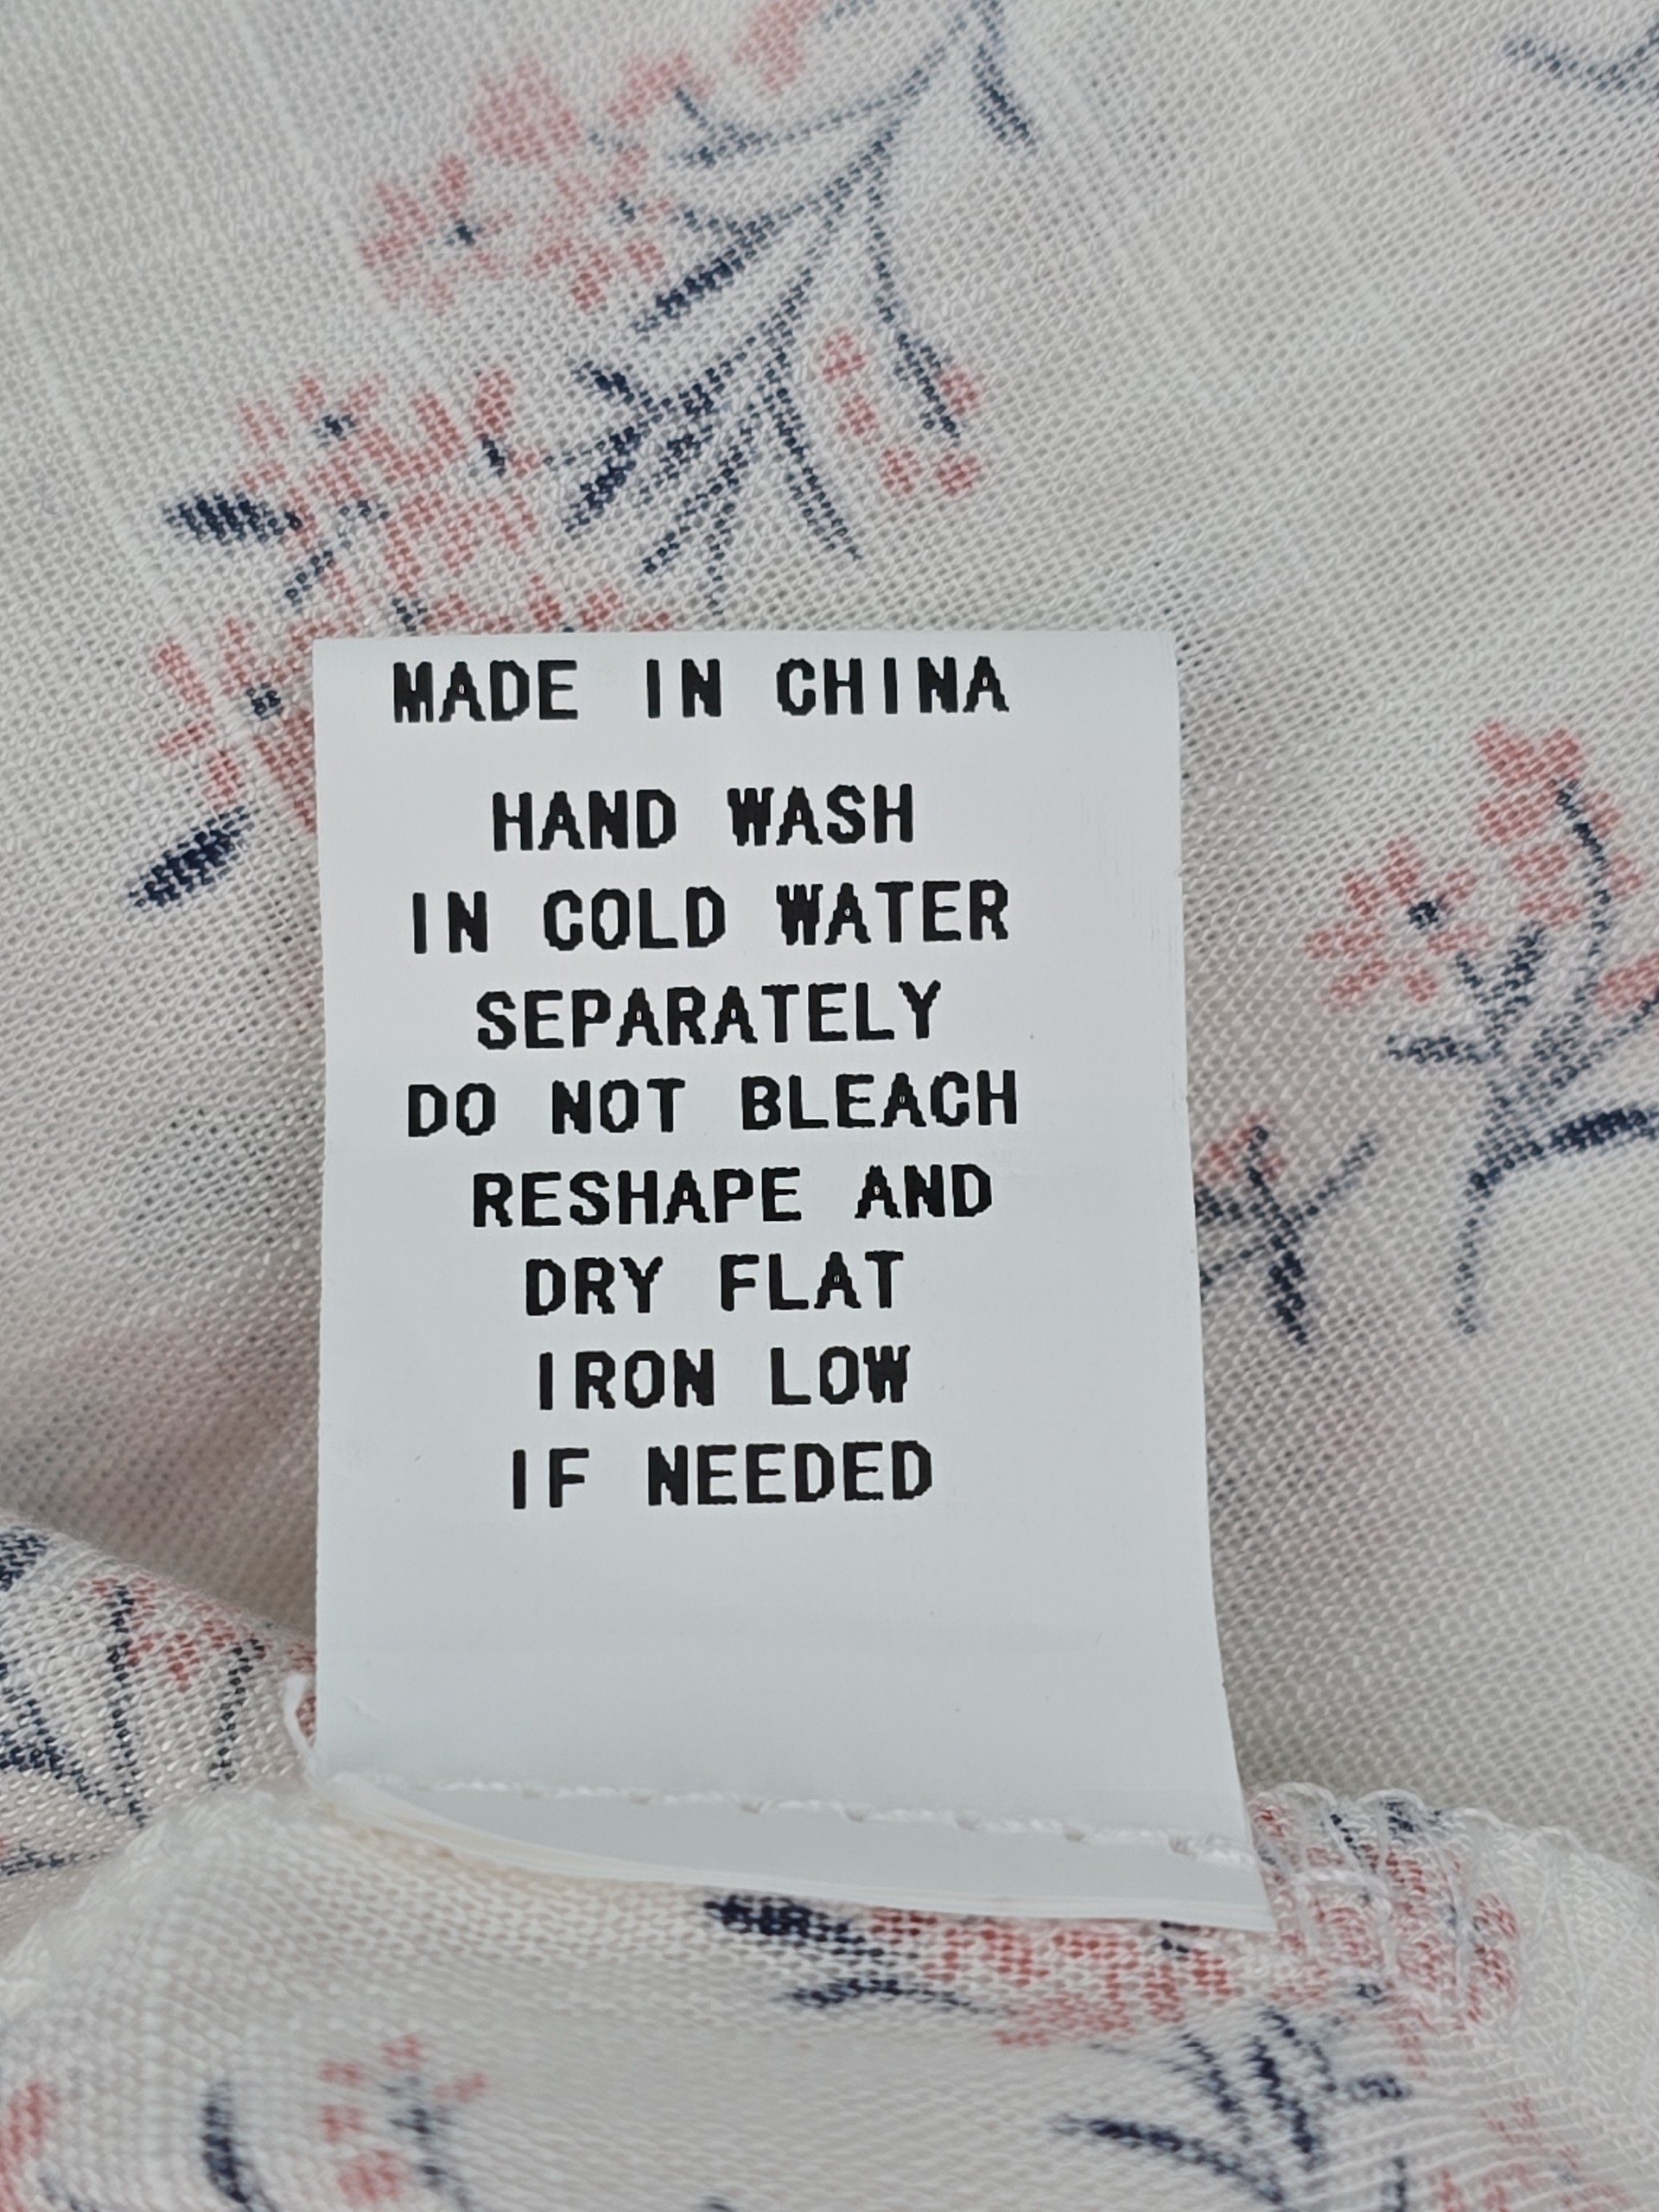 MADE IN CHINA
HAND WASH
IN COLD WATER
SEPARATELY
DO NOT BLEACH
RESHAPE AND
DRY FLAT
IRON LOW
IF NEEDED